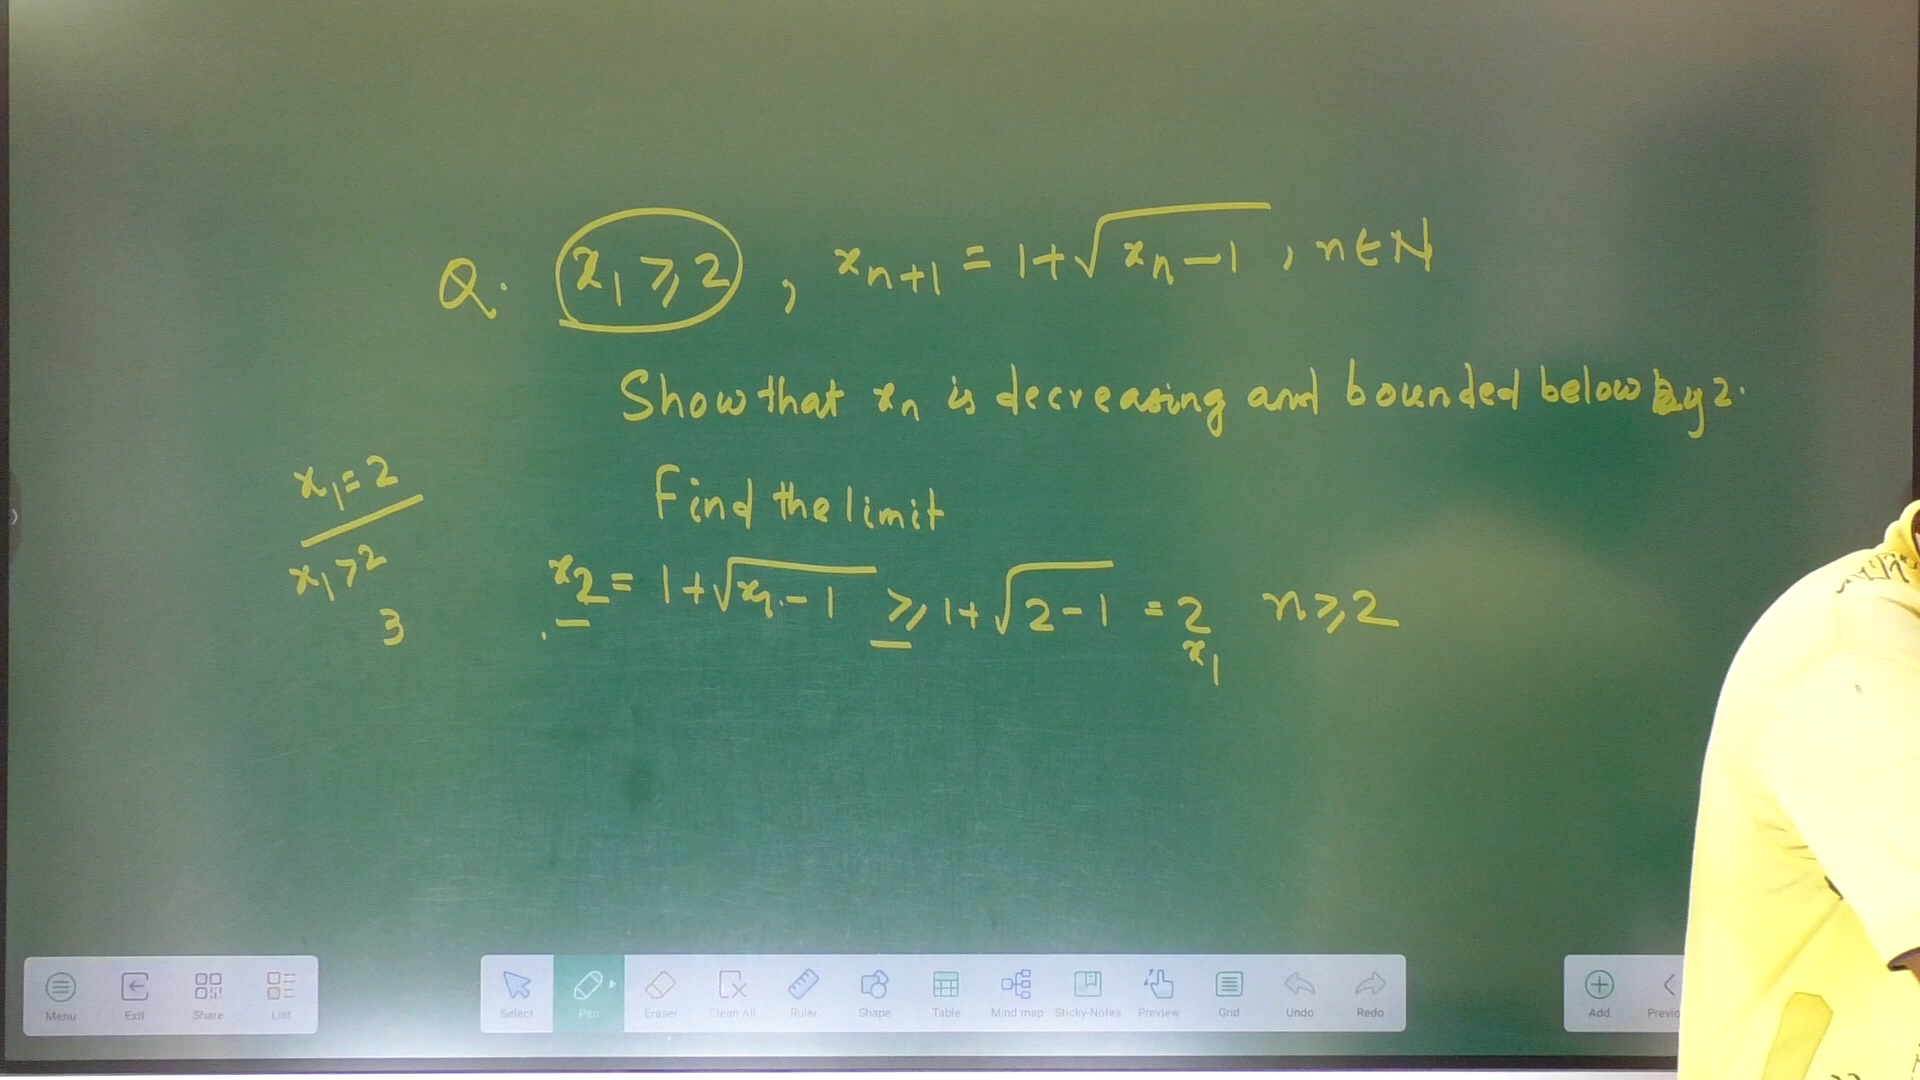 Q. x₁ ⩾ 2 , xₙ₊₁ = 1+√(xₙ-1) , n∈N
Show that xₙ is decreasing and bounded below by 2.
Find the limit
x₁=2
x₁>2
3
x₂ = 1+√(x₁-1) ⩾ 1+√(2-1) = 2 n⩾2
x₁
Menu Exit Share List Select Pen Eraser Clean All Ruler Shape Table Mind map Sticky-Notes Preview Grid Undo Redo Add Previo